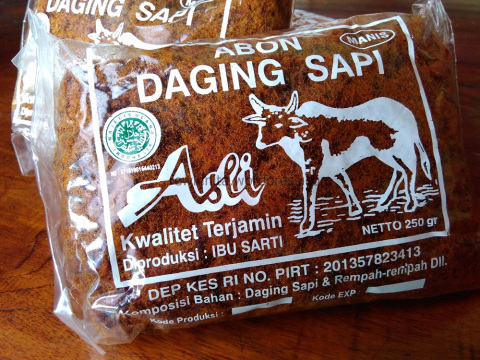 DAGING SAPI
ABON
MANIS
DAGING SAPI
Asli
Kwalitet Terjamin
Diproduksi : IBU SARTI
NETTO 250 gr
DEP KES RI NO. PIRT : 201357823413
Komposisi Bahan : Daging Sapi & Rempah-rempah Dll.
Kode Produksi :
Kode EXP :